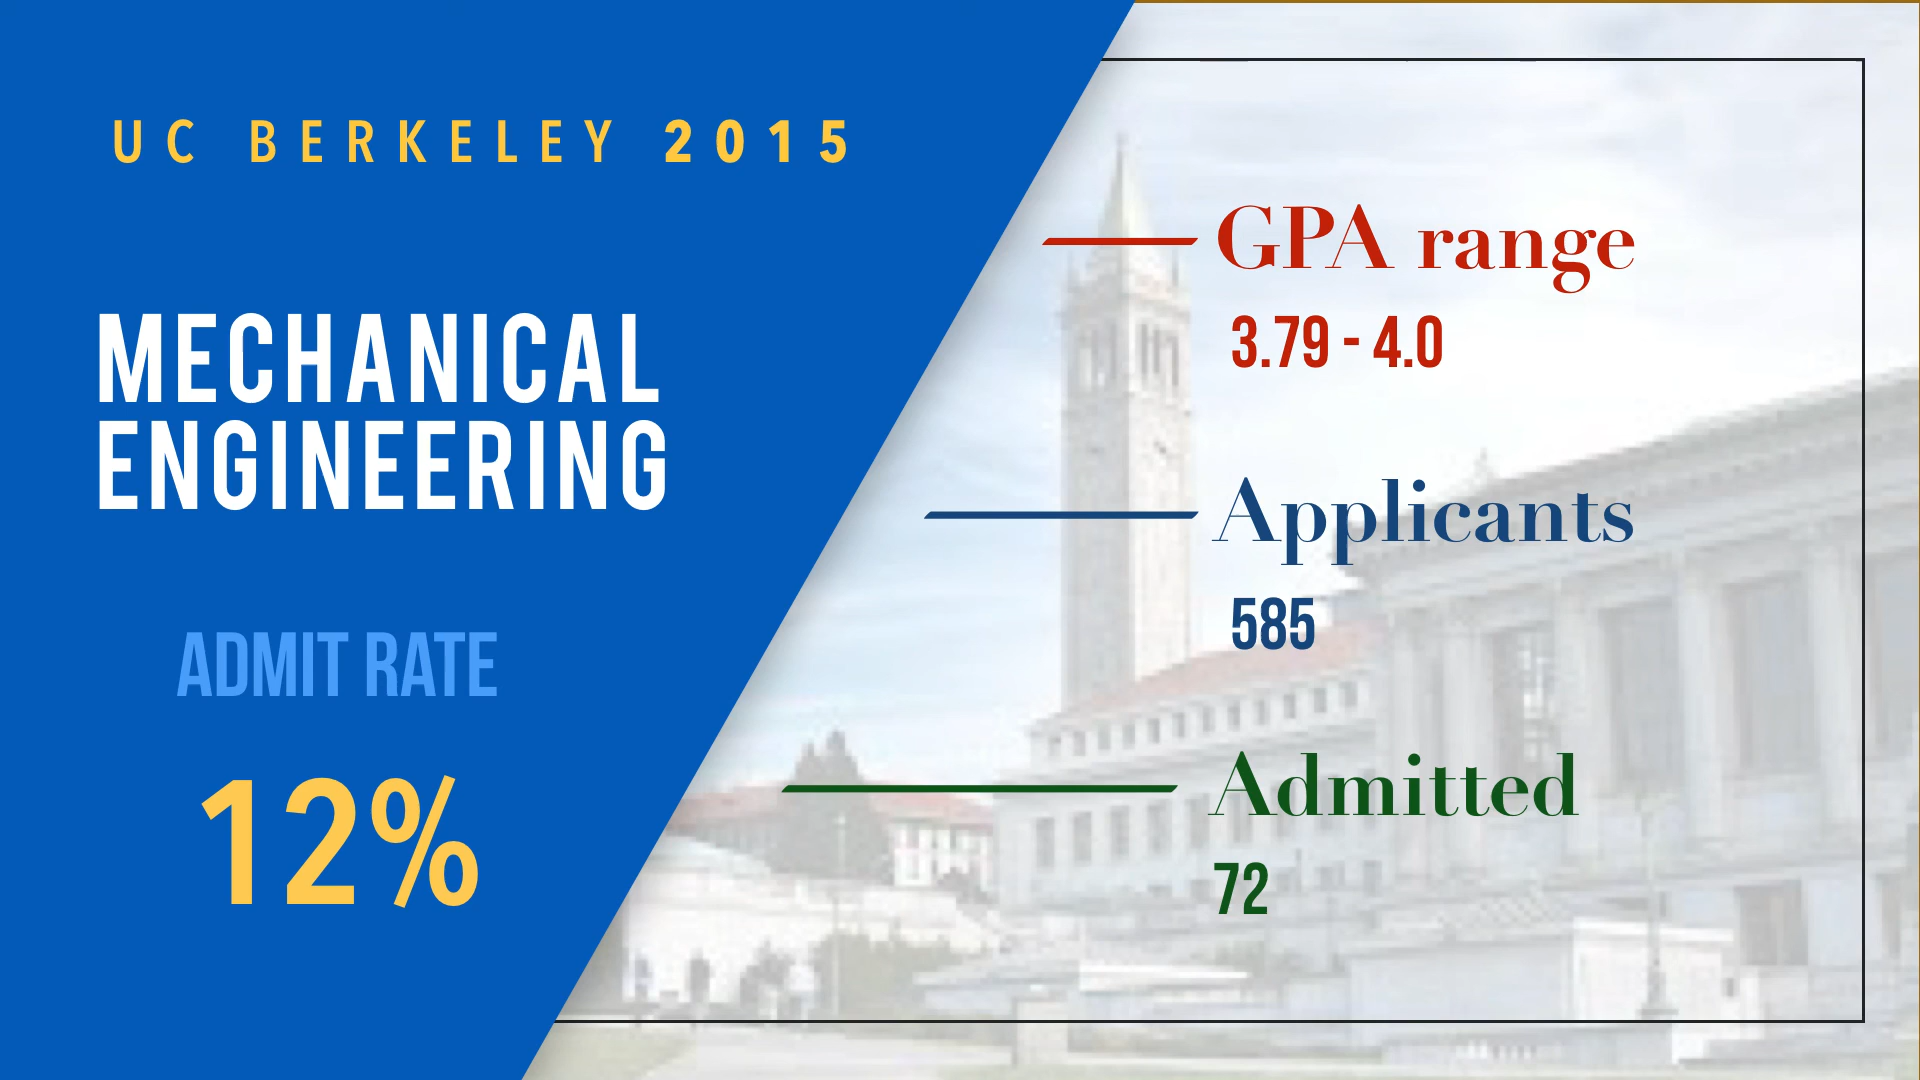 UC BERKELEY 2015
MECHANICAL
ENGINEERING
ADMIT RATE
12%
GPA range
3.79 - 4.0
Applicants
585
Admitted
72